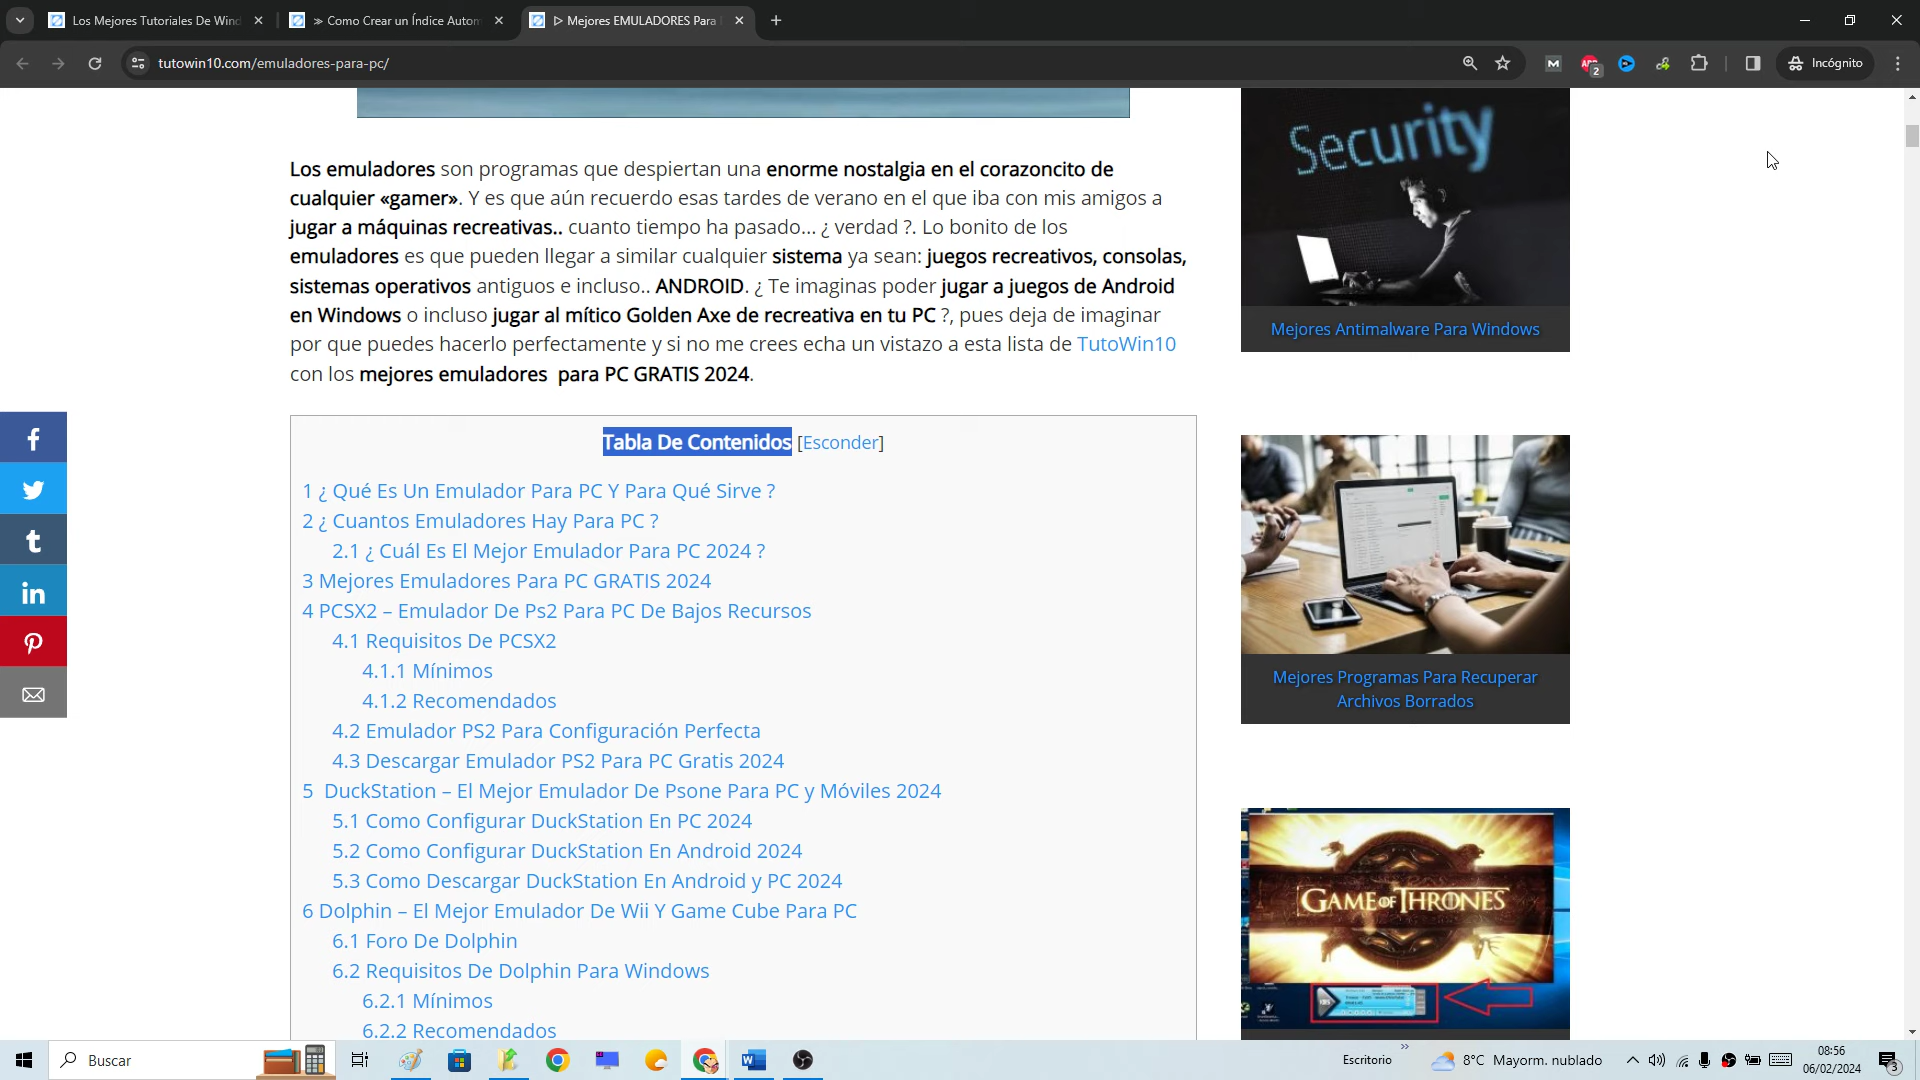 Los Mejores Tutoriales De Wind
≫ Como Crear un Índice Autom
▷ Mejores EMULADORES Para
tutowin10.com/emuladores-para-pc/
2
Incógnito
Los emuladores son programas que despiertan una enorme nostalgia en el corazoncito de
cualquier «gamer». Y es que aún recuerdo esas tardes de verano en el que iba con mis amigos a
jugar a máquinas recreativas.. cuanto tiempo ha pasado... ¿ verdad ?. Lo bonito de los
emuladores es que pueden llegar a similar cualquier sistema ya sean: juegos recreativos, consolas,
sistemas operativos antiguos e incluso.. ANDROID. ¿ Te imaginas poder jugar a juegos de Android
en Windows o incluso jugar al mítico Golden Axe de recreativa en tu PC ?, pues deja de imaginar
por que puedes hacerlo perfectamente y si no me crees echa un vistazo a esta lista de TutoWin10
con los mejores emuladores  para PC GRATIS 2024.
Tabla De Contenidos [Esconder]
1 ¿ Qué Es Un Emulador Para PC Y Para Qué Sirve ?
2 ¿ Cuantos Emuladores Hay Para PC ?
2.1 ¿ Cuál Es El Mejor Emulador Para PC 2024 ?
3 Mejores Emuladores Para PC GRATIS 2024
4 PCSX2 – Emulador De Ps2 Para PC De Bajos Recursos
4.1 Requisitos De PCSX2
4.1.1 Mínimos
4.1.2 Recomendados
4.2 Emulador PS2 Para Configuración Perfecta
4.3 Descargar Emulador PS2 Para PC Gratis 2024
5  DuckStation – El Mejor Emulador De Psone Para PC y Móviles 2024
5.1 Como Configurar DuckStation En PC 2024
5.2 Como Configurar DuckStation En Android 2024
5.3 Como Descargar DuckStation En Android y PC 2024
6 Dolphin – El Mejor Emulador De Wii Y Game Cube Para PC
6.1 Foro De Dolphin
6.2 Requisitos De Dolphin Para Windows
6.2.1 Mínimos
6.2.2 Recomendados
Security
Mejores Antimalware Para Windows
Mejores Programas Para Recuperar
Archivos Borrados
GAME OF THRONES
Buscar
Escritorio
8°C Mayorm. nublado
08:56
06/02/2024
3